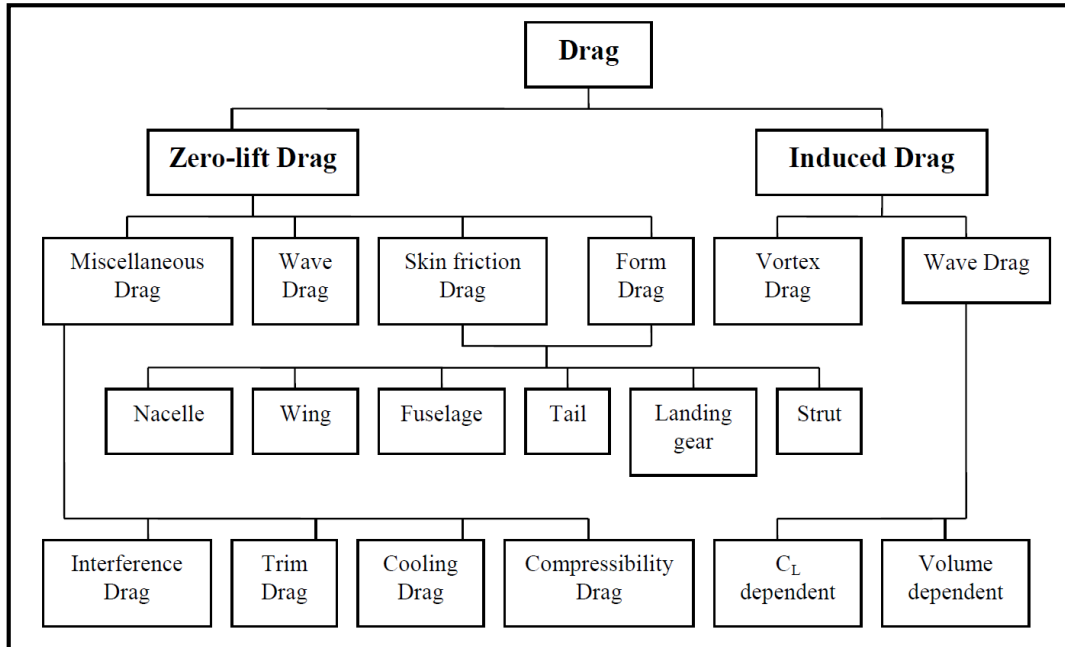 Drag
Zero-lift Drag
Induced Drag
Miscellaneous
Drag
Wave
Drag
Skin friction
Drag
Form
Drag
Vortex
Drag
Wave Drag
Nacelle
Wing
Fuselage
Tail
Landing
gear
Strut
Interference
Drag
Trim
Drag
Cooling
Drag
Compressibility
Drag
C_L
dependent
Volume
dependent